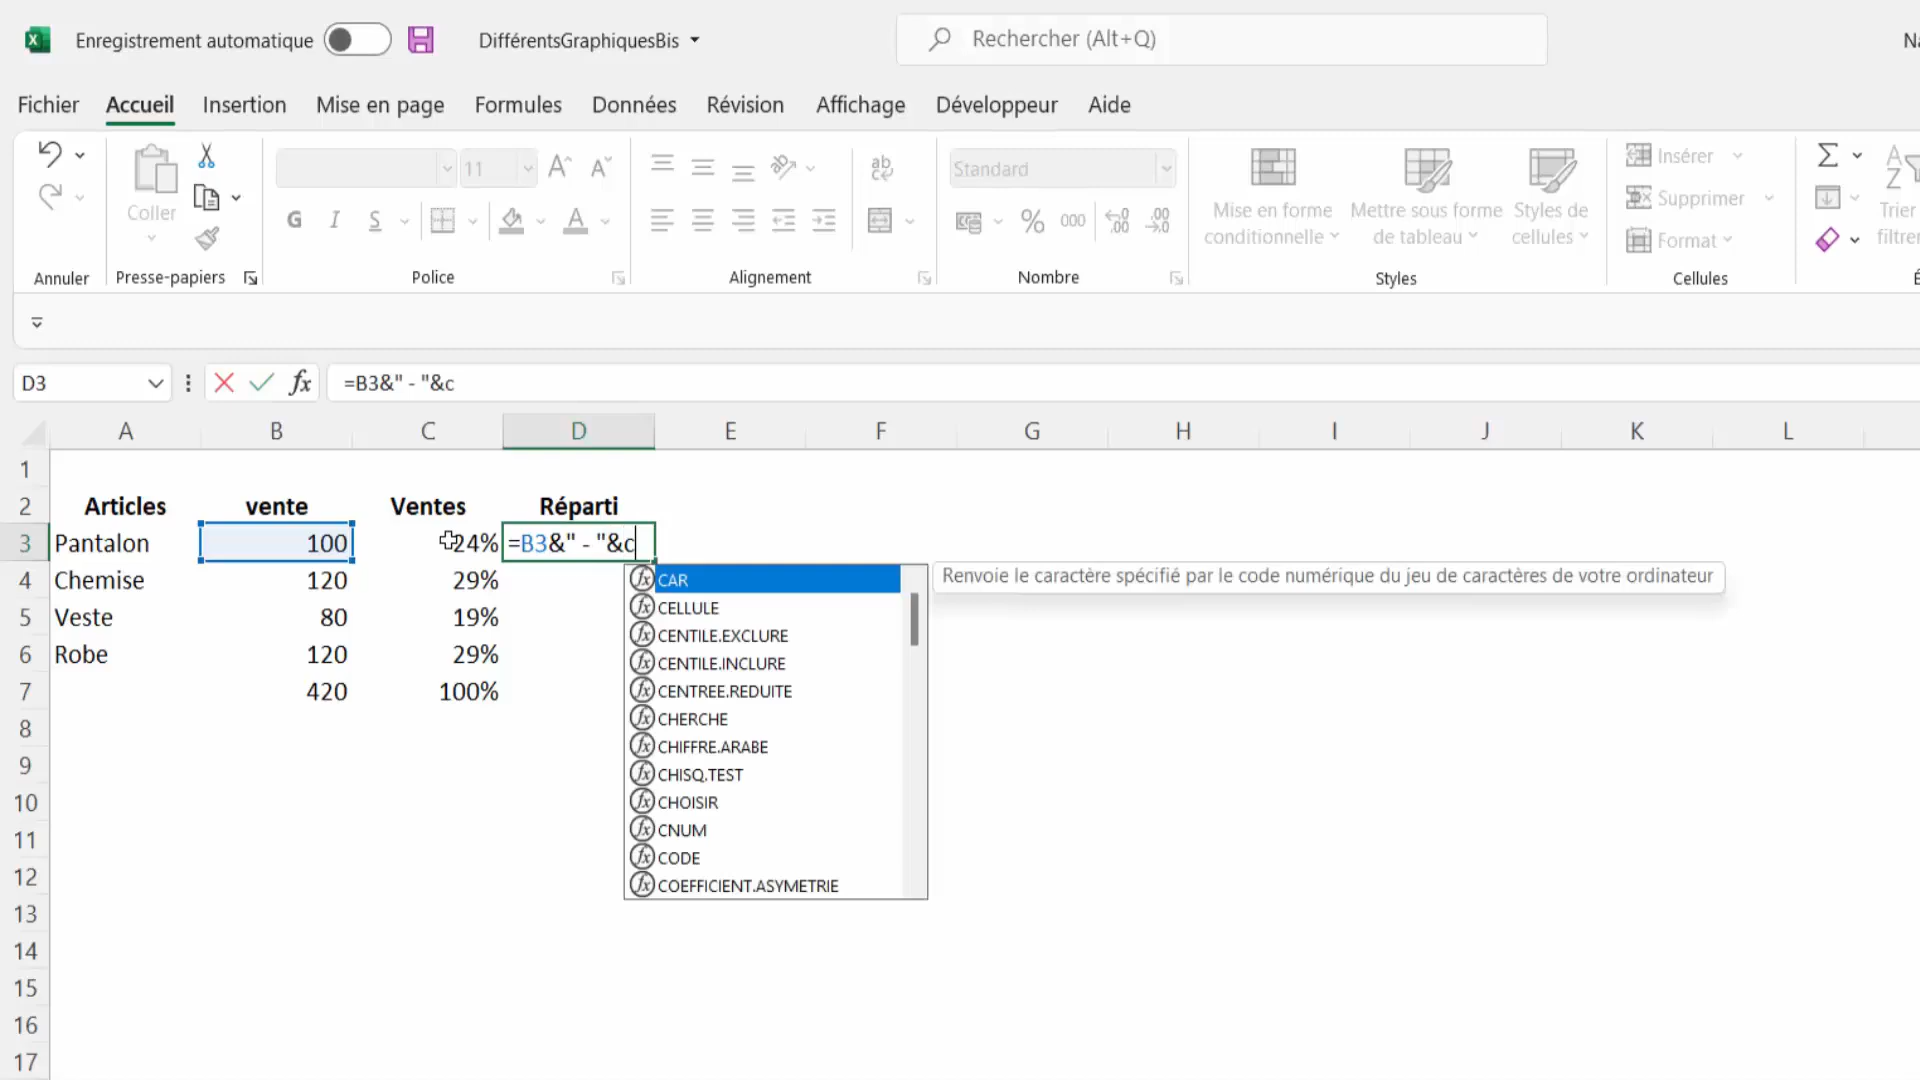 Enregistrement automatique DifférentsGraphiquesBis Rechercher (Alt+Q)
Fichier Accueil Insertion Mise en page Formules Données Révision Affichage Développeur Aide
11 Standard Insérer
Coller Mise en forme conditionnelle Mettre sous forme de tableau Styles de cellules Supprimer Trier
G I S % 000 Format
Annuler Presse-papiers Police Alignement Nombre Styles Cellules
D3 fx =B3&" - "&c
A B C D E F G H I J K L
1
2 Articles vente Ventes Réparti
3 Pantalon 100 24% =B3&" - "&c
4 Chemise 120 29%
5 Veste 80 19%
6 Robe 120 29%
7 420 100%
8
9
10
11
12
13
14
15
16
17
CAR Renvoie le caractère spécifié par le code numérique du jeu de caractères de votre ordinateur
CELLULE
CENTILE.EXCLURE
CENTILE.INCLURE
CENTREE.REDUITE
CHERCHE
CHIFFRE.ARABE
CHISQ.TEST
CHOISIR
CNUM
CODE
COEFFICIENT.ASYMETRIE